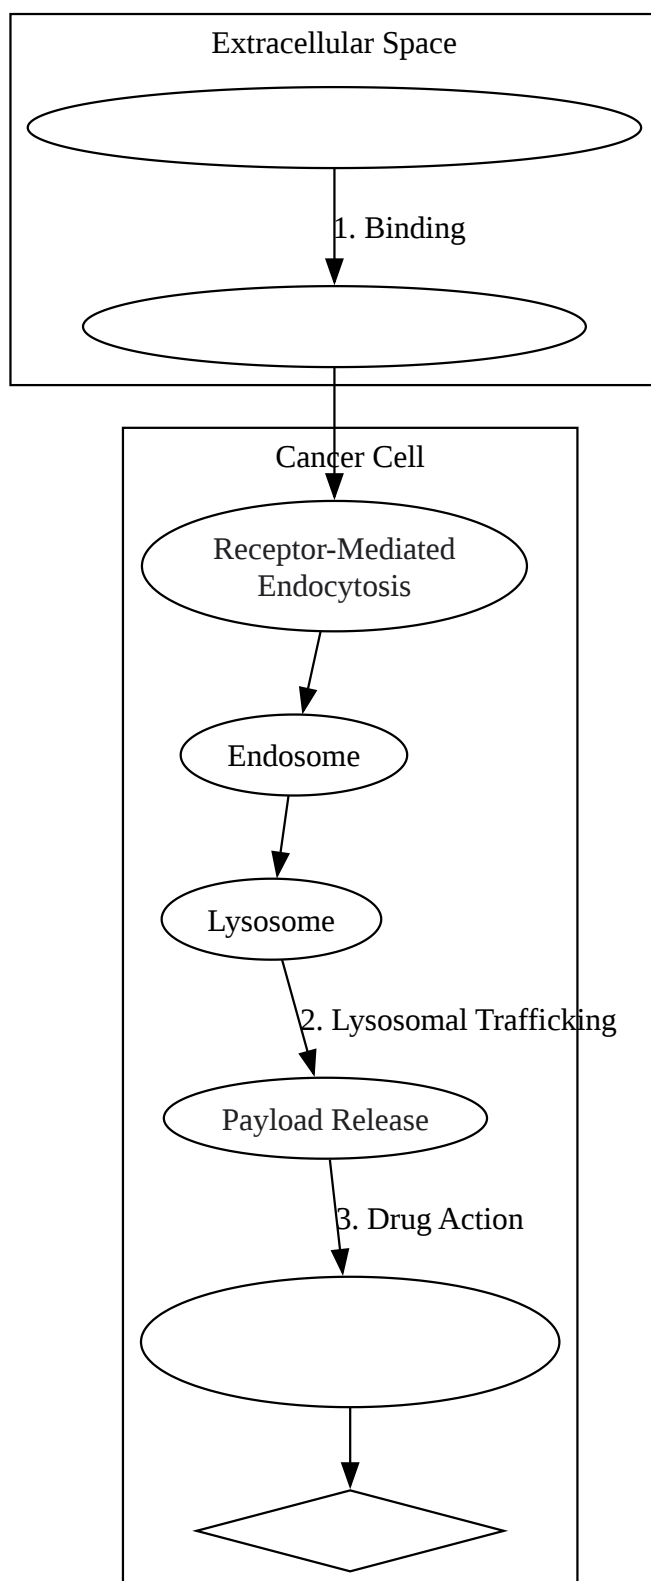 Extracellular Space
1. Binding
Cancer Cell
Receptor-Mediated
Endocytosis
Endosome
Lysosome
2. Lysosomal Trafficking
Payload Release
3. Drug Action